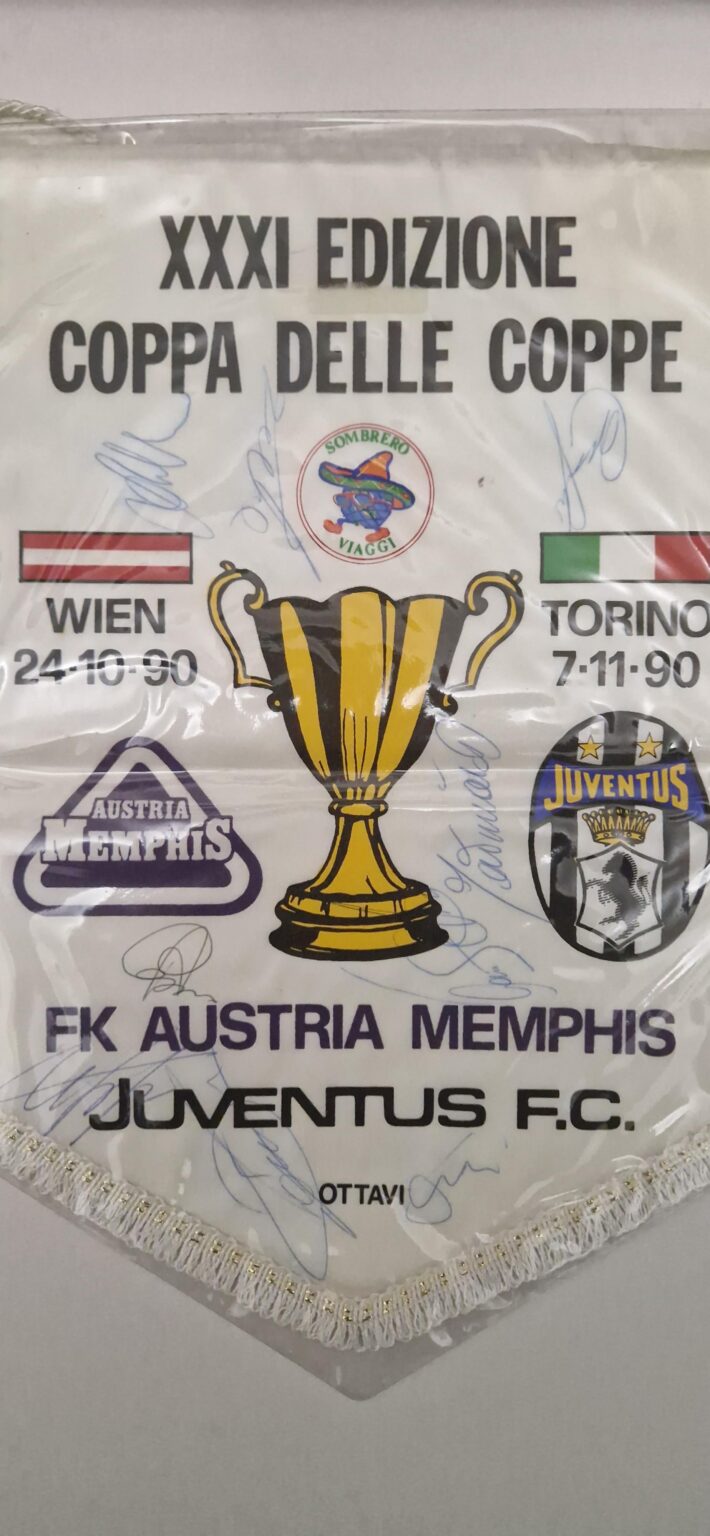 XXXI EDIZIONE
COPPA DELLE COPPE
SOMBRERO
VIAGGI
WIEN
24·10·90
TORINO
7·11·90
AUSTRIA
MEMPHIS
JUVENTUS
FK AUSTRIA MEMPHIS
JUVENTUS F.C.
OTTAVI